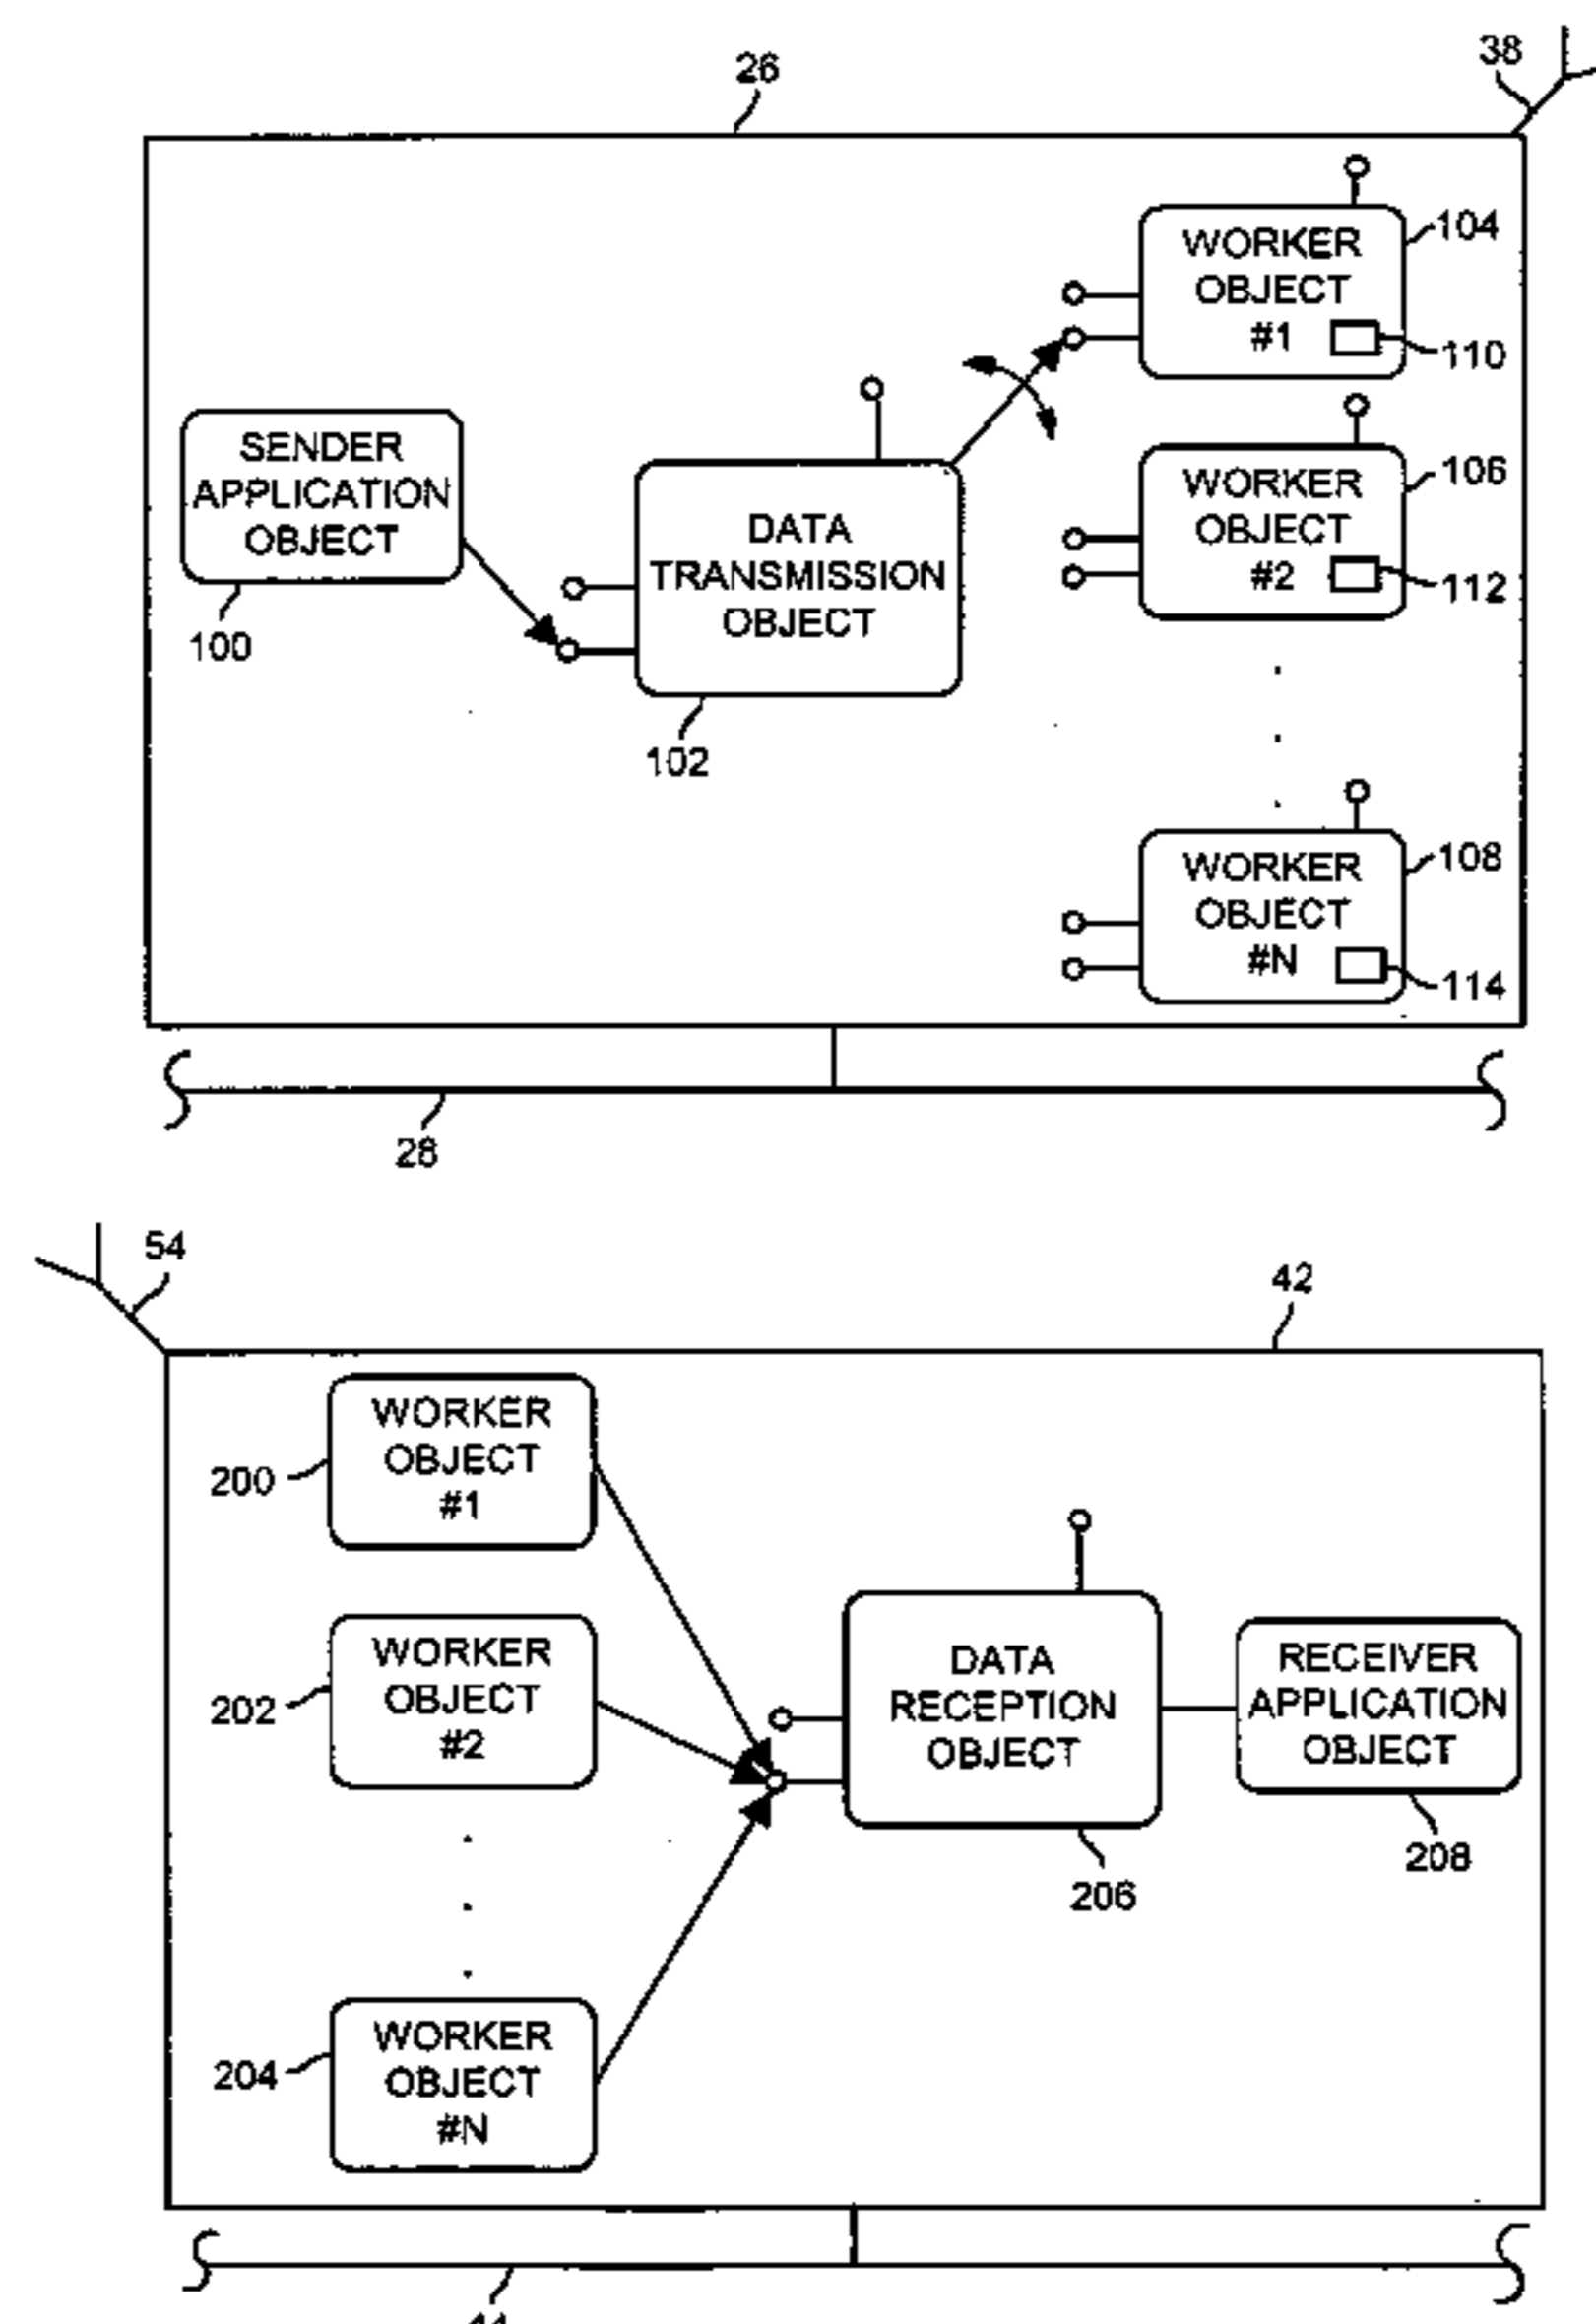 26
38
WORKER
OBJECT
#1
104
110
SENDER
APPLICATION
OBJECT
100
DATA
TRANSMISSION
OBJECT
102
WORKER
OBJECT
#2
106
112
WORKER
OBJECT
#N
108
114
28
54
42
WORKER
OBJECT
#1
200
WORKER
OBJECT
#2
202
DATA
RECEPTION
OBJECT
206
RECEIVER
APPLICATION
OBJECT
208
WORKER
OBJECT
#N
204